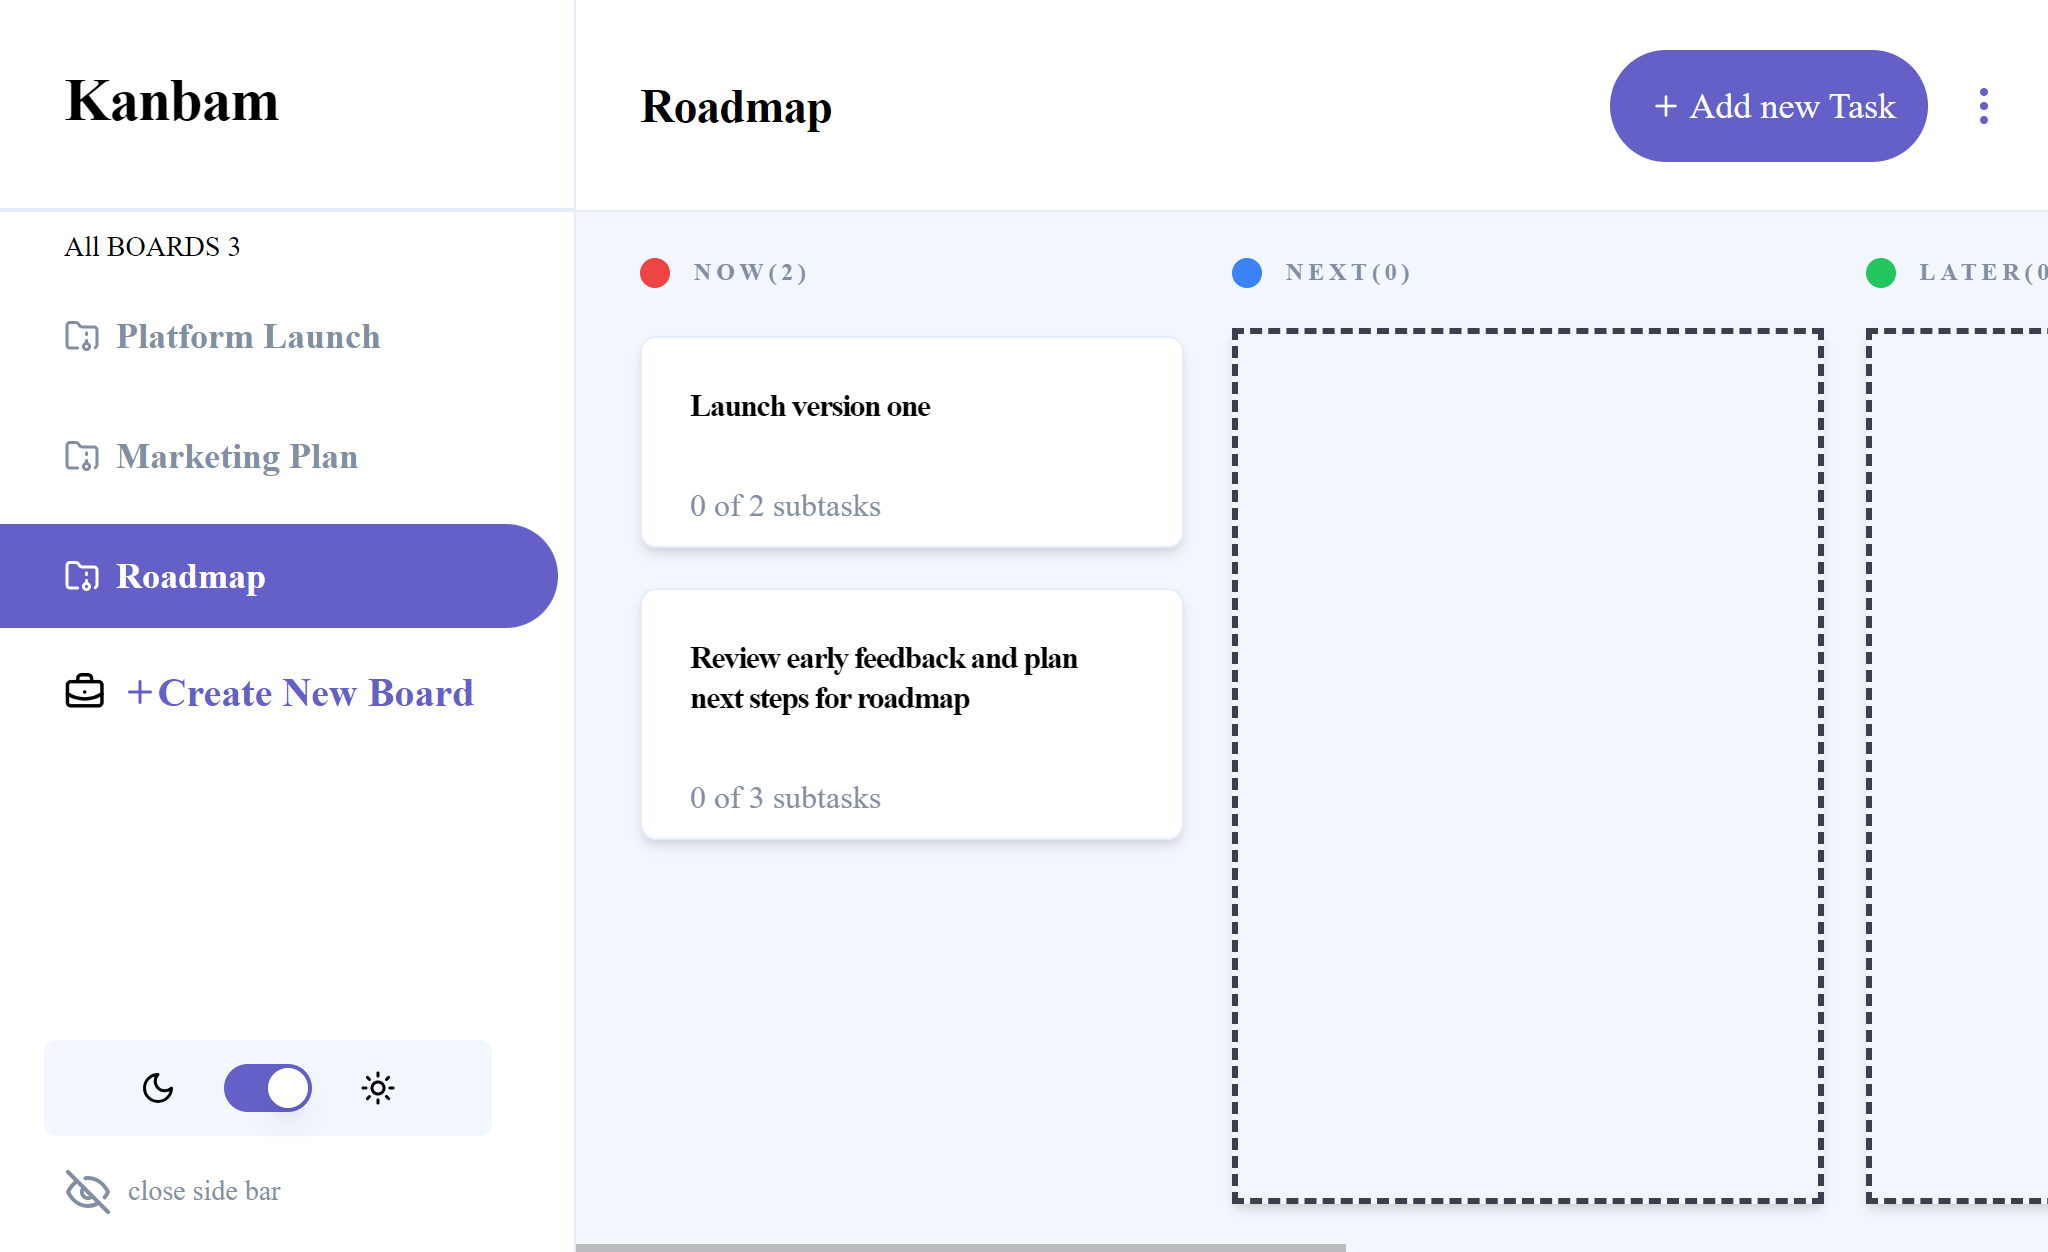 Kanbam
All BOARDS 3
Platform Launch
Marketing Plan
Roadmap
+Create New Board
close side bar
Roadmap
+ Add new Task
NOW(2)
Launch version one
0 of 2 subtasks
Review early feedback and plan
next steps for roadmap
0 of 3 subtasks
NEXT(0)
LATER(0